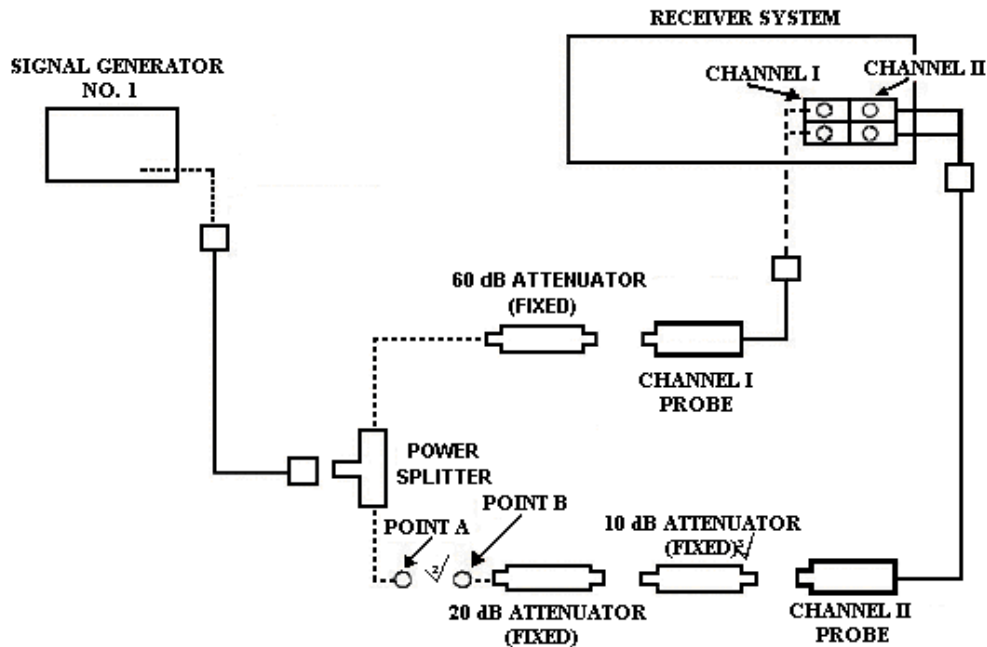 RECEIVER SYSTEM
SIGNAL GENERATOR
NO. 1
CHANNEL I
CHANNEL II
60 dB ATTENUATOR
(FIXED)
CHANNEL I
PROBE
POWER
SPLITTER
POINT A
2
POINT B
10 dB ATTENUATOR
(FIXED)
20 dB ATTENUATOR
(FIXED)
CHANNEL II
PROBE